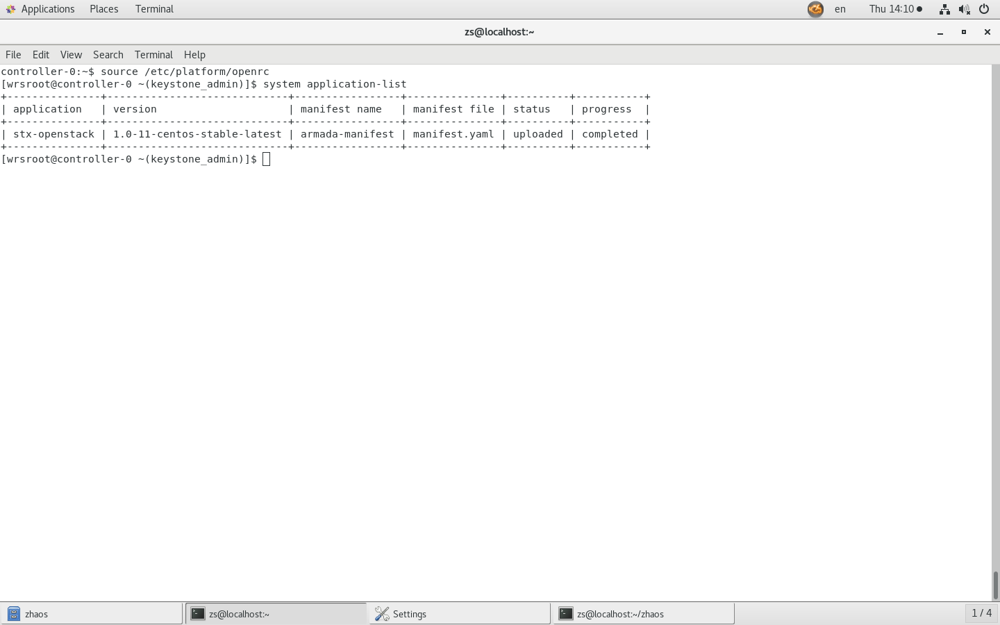 Applications Places Terminal en Thu 14:10
zs@localhost:~
File Edit View Search Terminal Help
controller-0:~$ source /etc/platform/openrc
[wrsroot@controller-0 ~(keystone_admin)]$ system application-list
+---------------+-----------------------------+-----------------+---------------+----------+-----------+
| application   | version                     | manifest name   | manifest file | status   | progress  |
+---------------+-----------------------------+-----------------+---------------+----------+-----------+
| stx-openstack | 1.0-11-centos-stable-latest | armada-manifest | manifest.yaml | uploaded | completed |
+---------------+-----------------------------+-----------------+---------------+----------+-----------+
[wrsroot@controller-0 ~(keystone_admin)]$
zhaos zs@localhost:~ Settings zs@localhost:~/zhaos 1 / 4